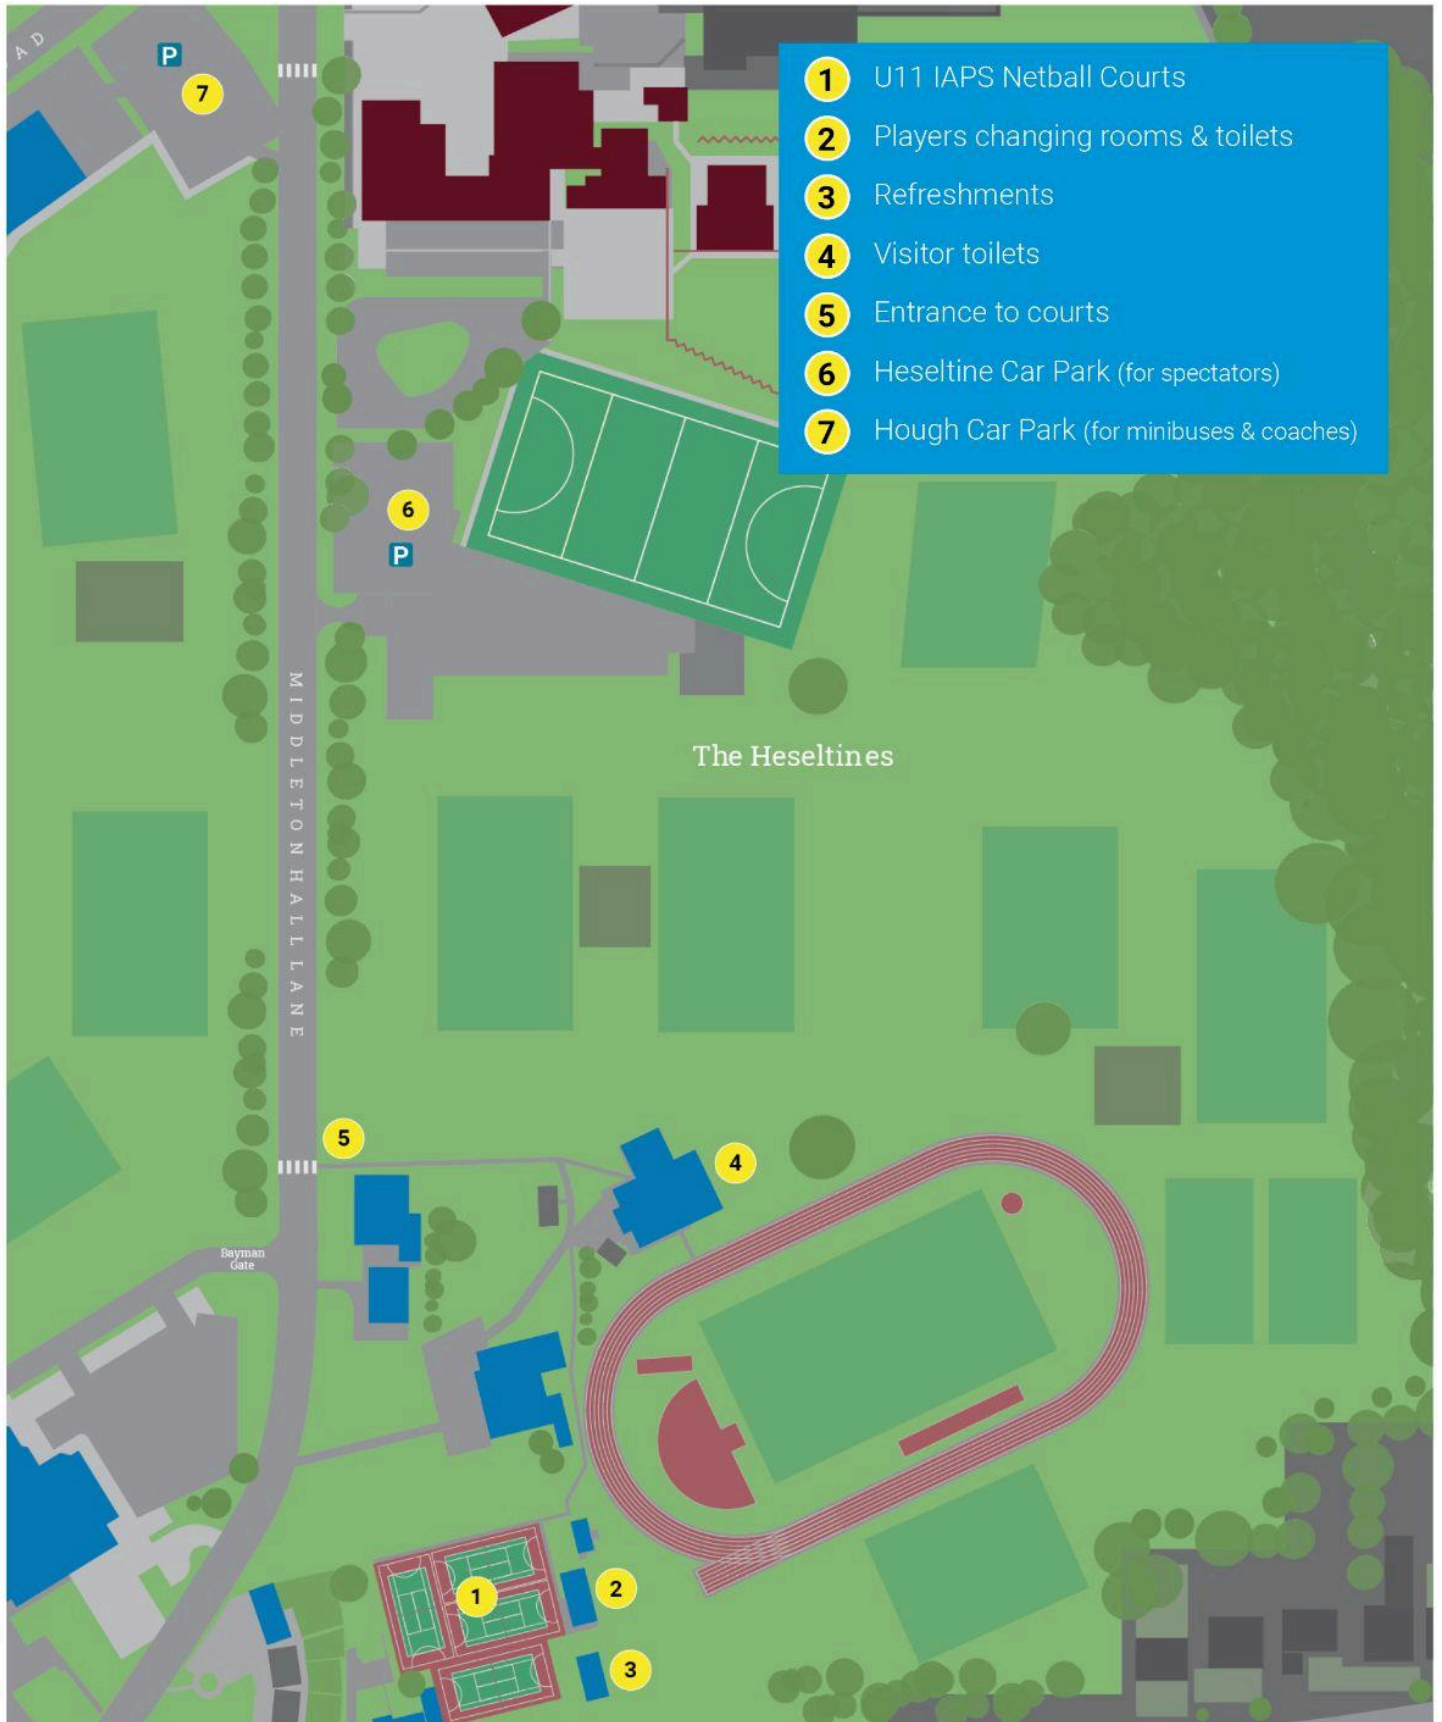 AD
P
7
1 U11 IAPS Netball Courts
2 Players changing rooms & toilets
3 Refreshments
4 Visitor toilets
5 Entrance to courts
6 Heseltine Car Park (for spectators)
7 Hough Car Park (for minibuses & coaches)
6
P
MIDDLETON HALL LANE
The Heseltines
5
4
Bayman
Gate
1
2
3